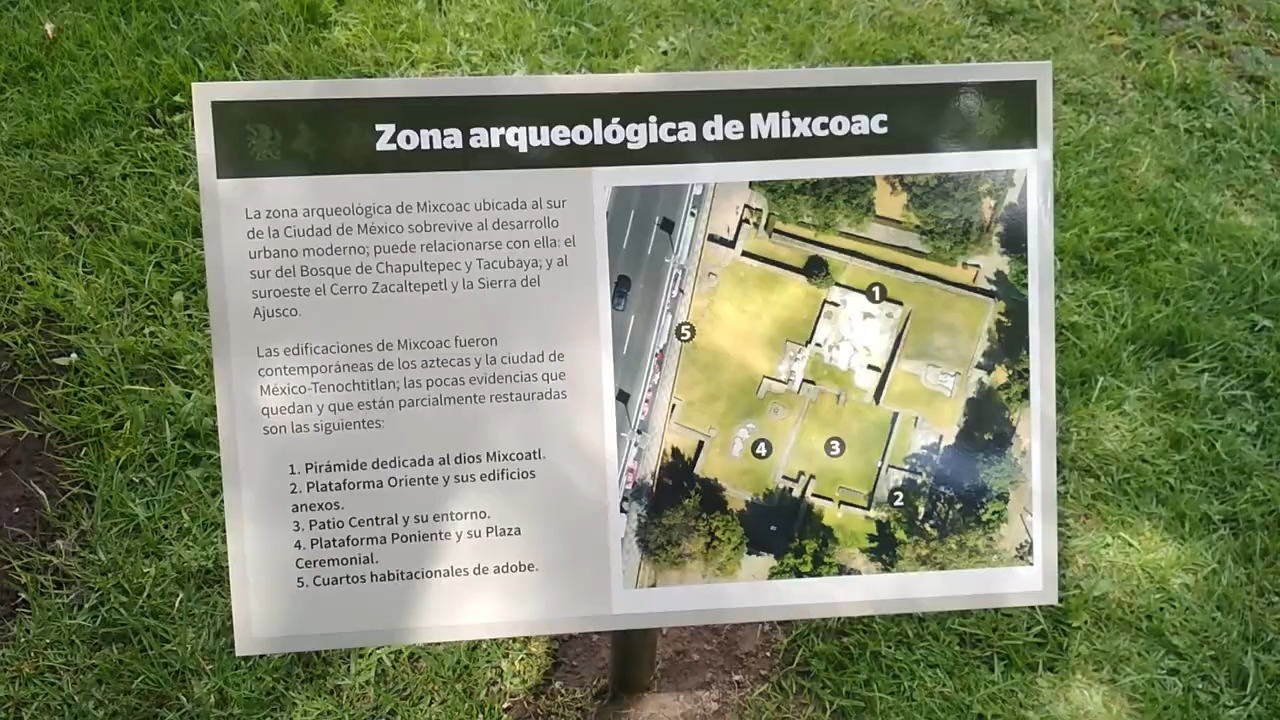 Zona arqueológica de Mixcoac
La zona arqueológica de Mixcoac ubicada al sur
de la Ciudad de México sobrevive al desarrollo
urbano moderno; puede relacionarse con ella: el
sur del Bosque de Chapultepec y Tacubaya; y al
suroeste el Cerro Zacaltepetl y la Sierra del
Ajusco.
Las edificaciones de Mixcoac fueron
contemporáneas de los aztecas y la ciudad de
México-Tenochtitlan; las pocas evidencias que
quedan y que están parcialmente restauradas
son las siguientes:
1. Pirámide dedicada al dios Mixcoatl.
2. Plataforma Oriente y sus edificios
anexos.
3. Patio Central y su entorno.
4. Plataforma Poniente y su Plaza
Ceremonial.
5. Cuartos habitacionales de adobe.
1
5
4
3
2